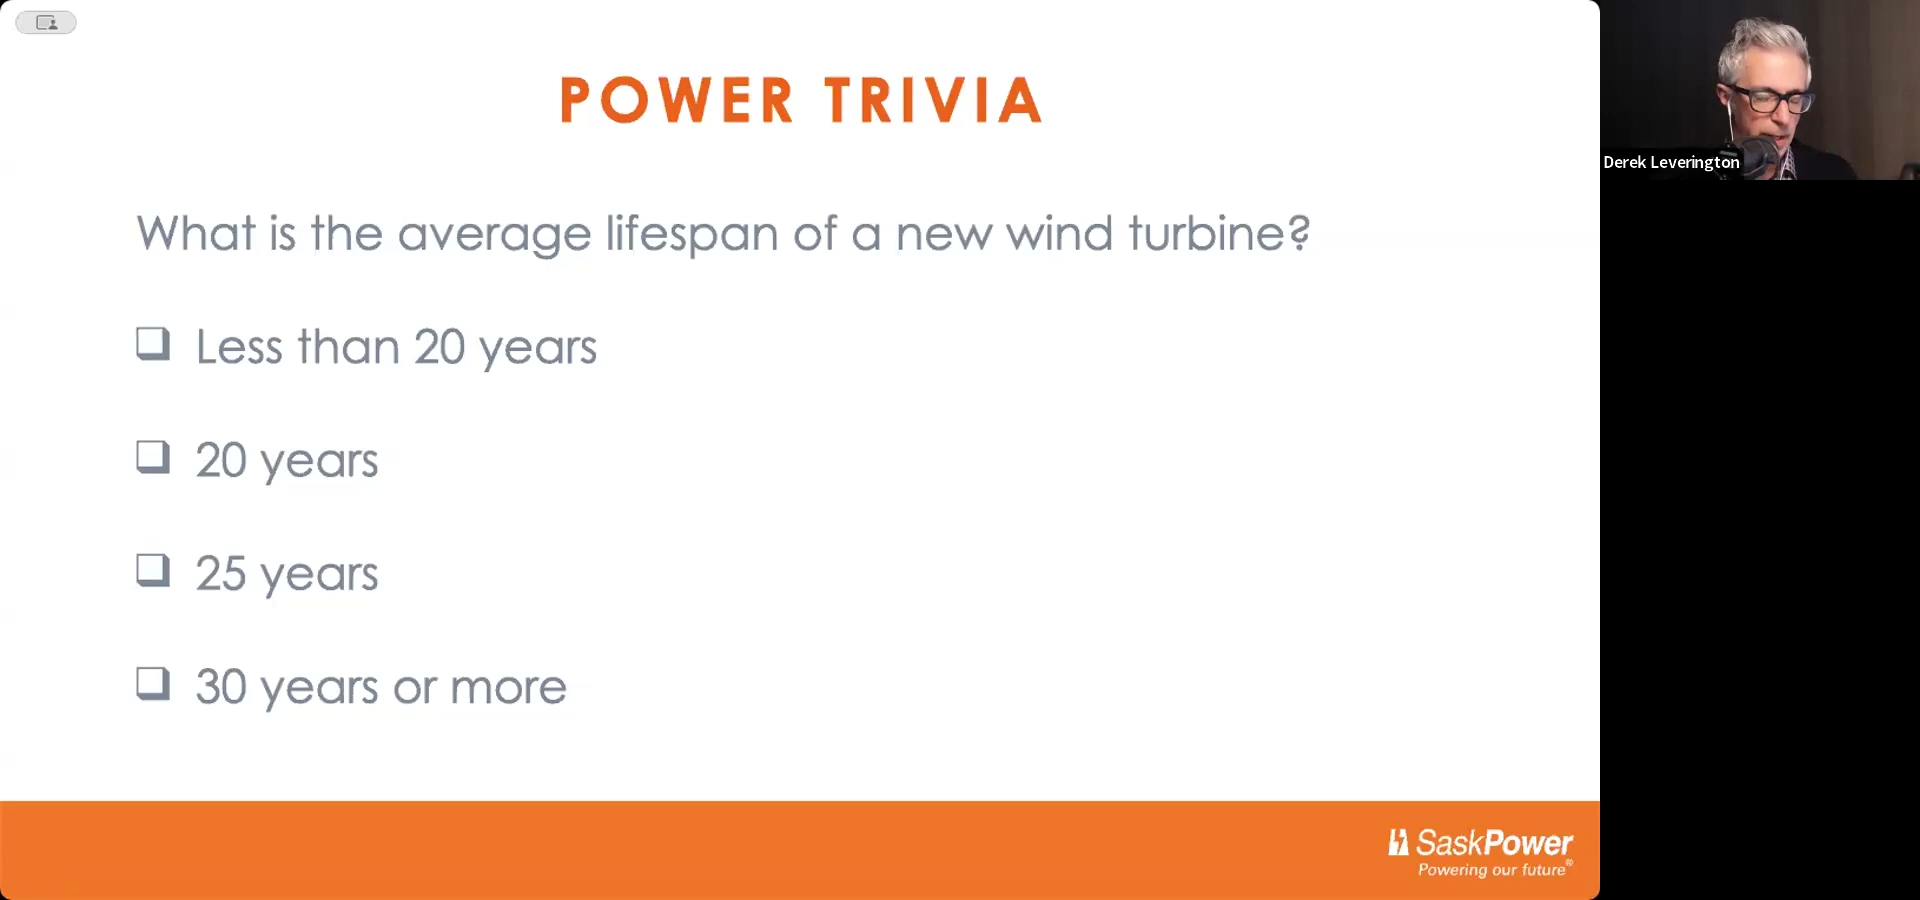 POWER TRIVIA
What is the average lifespan of a new wind turbine?
Less than 20 years
20 years
25 years
30 years or more
SaskPower
Powering our future®
Derek Leverington